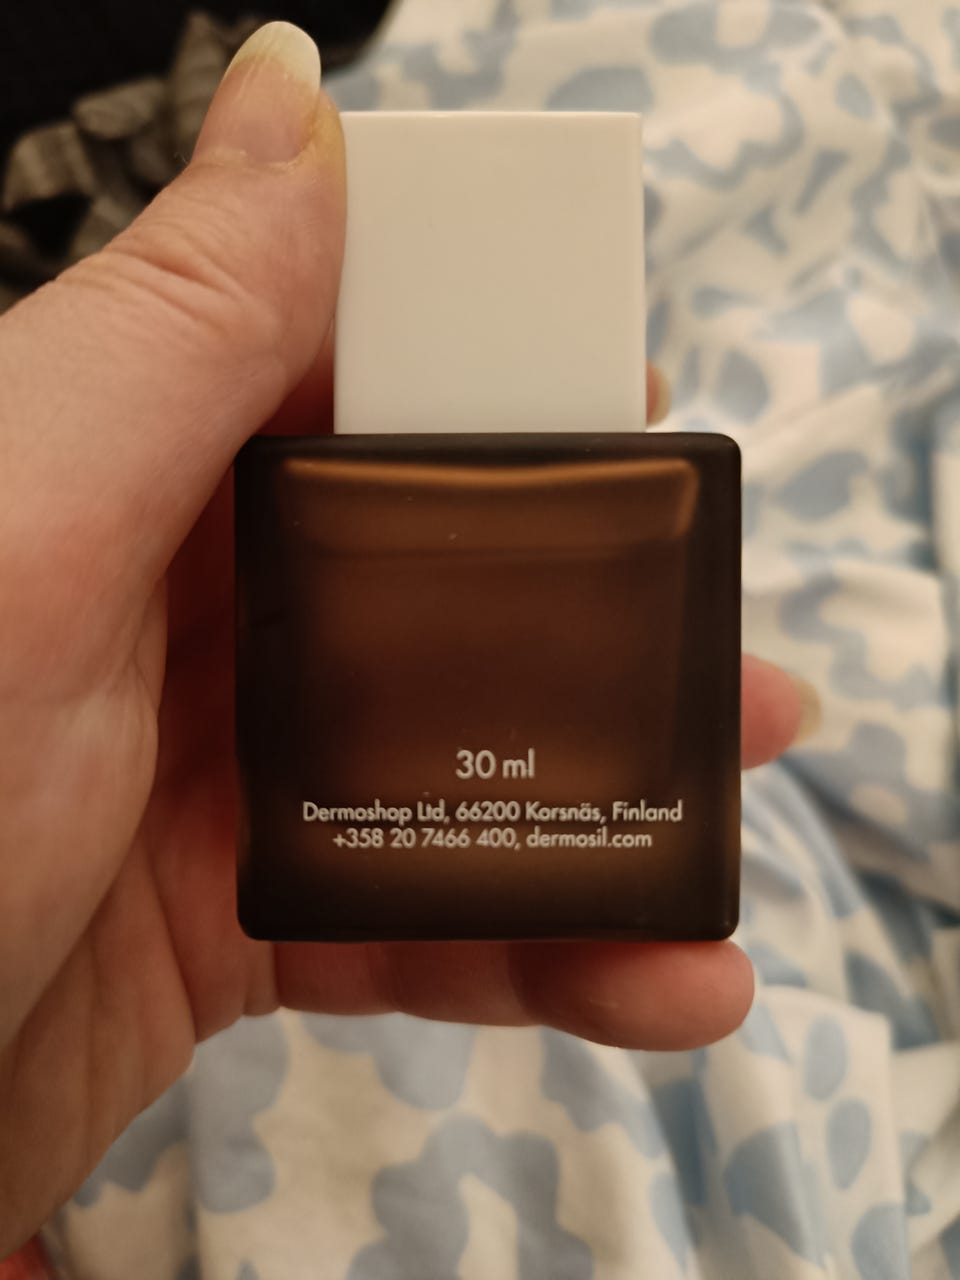 30 ml
Dermoshop Ltd, 66200 Korsnäs, Finland
+358 20 7466 400, dermosil.com